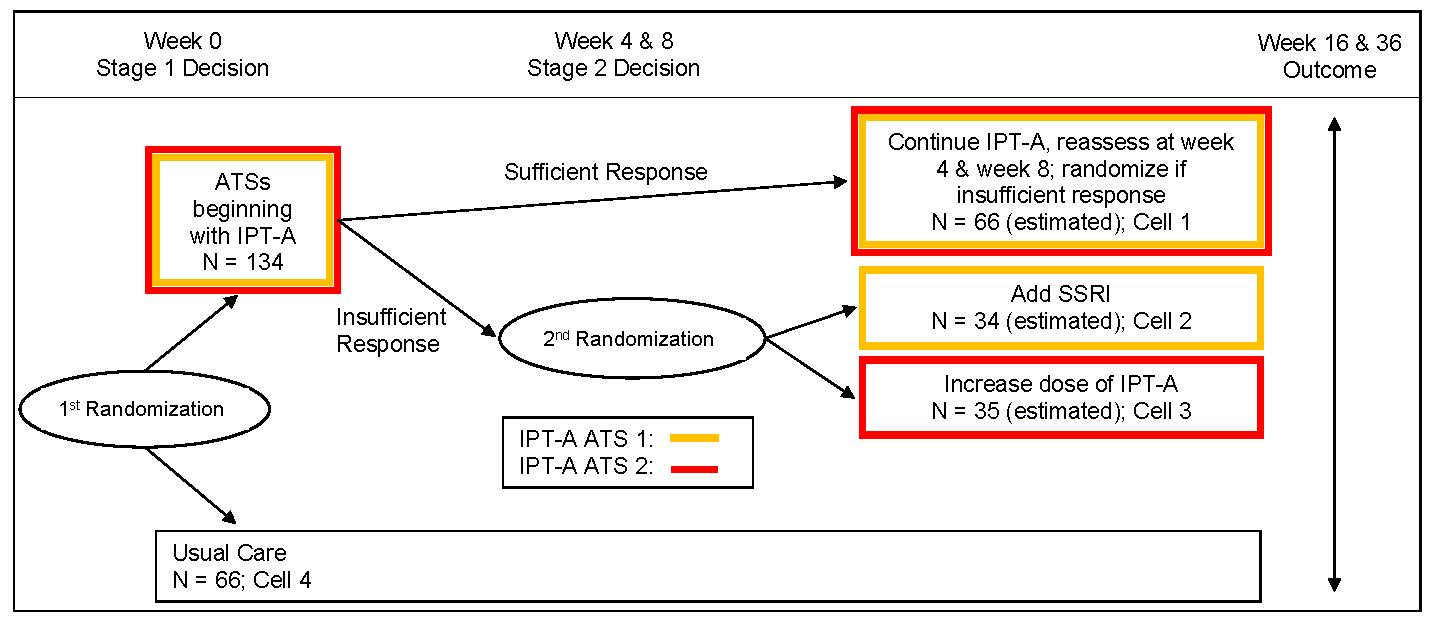 Week 0
Stage 1 Decision
Week 4 & 8
Stage 2 Decision
Week 16 & 36
Outcome
ATSs
beginning
with IPT-A
N = 134
Sufficient Response
Continue IPT-A, reassess at week
4 & week 8; randomize if
insufficient response
N = 66 (estimated); Cell 1
Insufficient
Response
2nd Randomization
Add SSRI
N = 34 (estimated); Cell 2
Increase dose of IPT-A
N = 35 (estimated); Cell 3
1st Randomization
IPT-A ATS 1:
IPT-A ATS 2:
Usual Care
N = 66; Cell 4